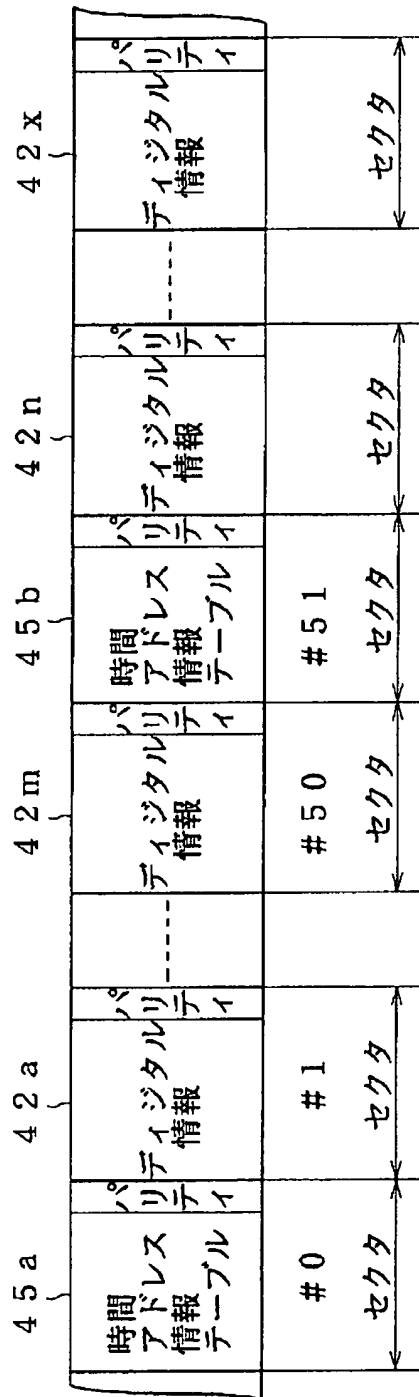 45a 42a 42m 45b 42n 42x
時間
アドレス
情報
テーブル
パリティ
ディジタル
情報
パリティ
ディジタル
情報
パリティ
時間
アドレス
情報
テーブル
パリティ
ディジタル
情報
パリティ
ディジタル
情報
パリティ
#0 #1 #50 #51
セクタ セクタ セクタ セクタ セクタ セクタ